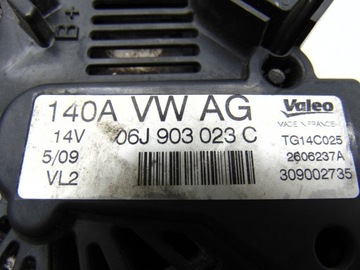 B+
140A VW AG
Valeo
MADE IN FRANCE
14V 06J 903 023 C
TG14C025
5/09
2606237A
VL2
309002735